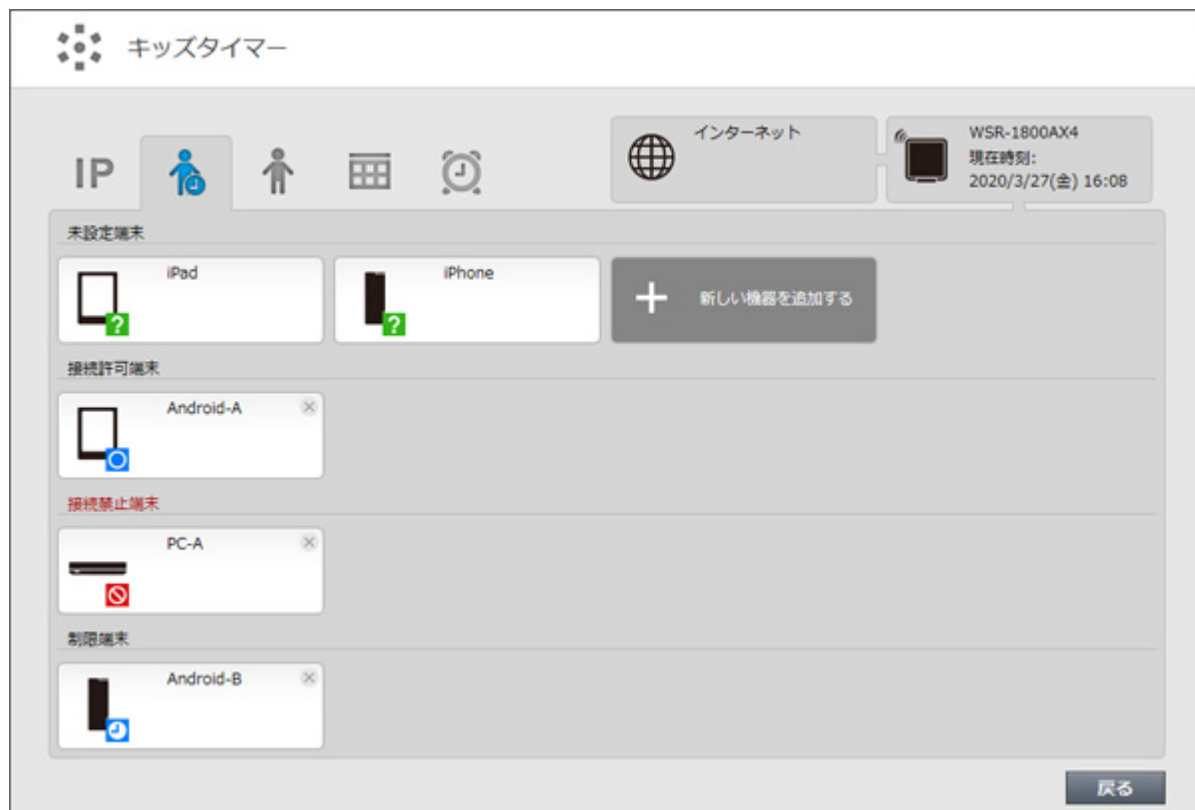 キッズタイマー
IP
インターネット
WSR-1800AX4
現在時刻:
2020/3/27(金) 16:08
未設定端末
iPad
iPhone
新しい機器を追加する
接続許可端末
Android-A
接続禁止端末
PC-A
制限端末
Android-B
戻る